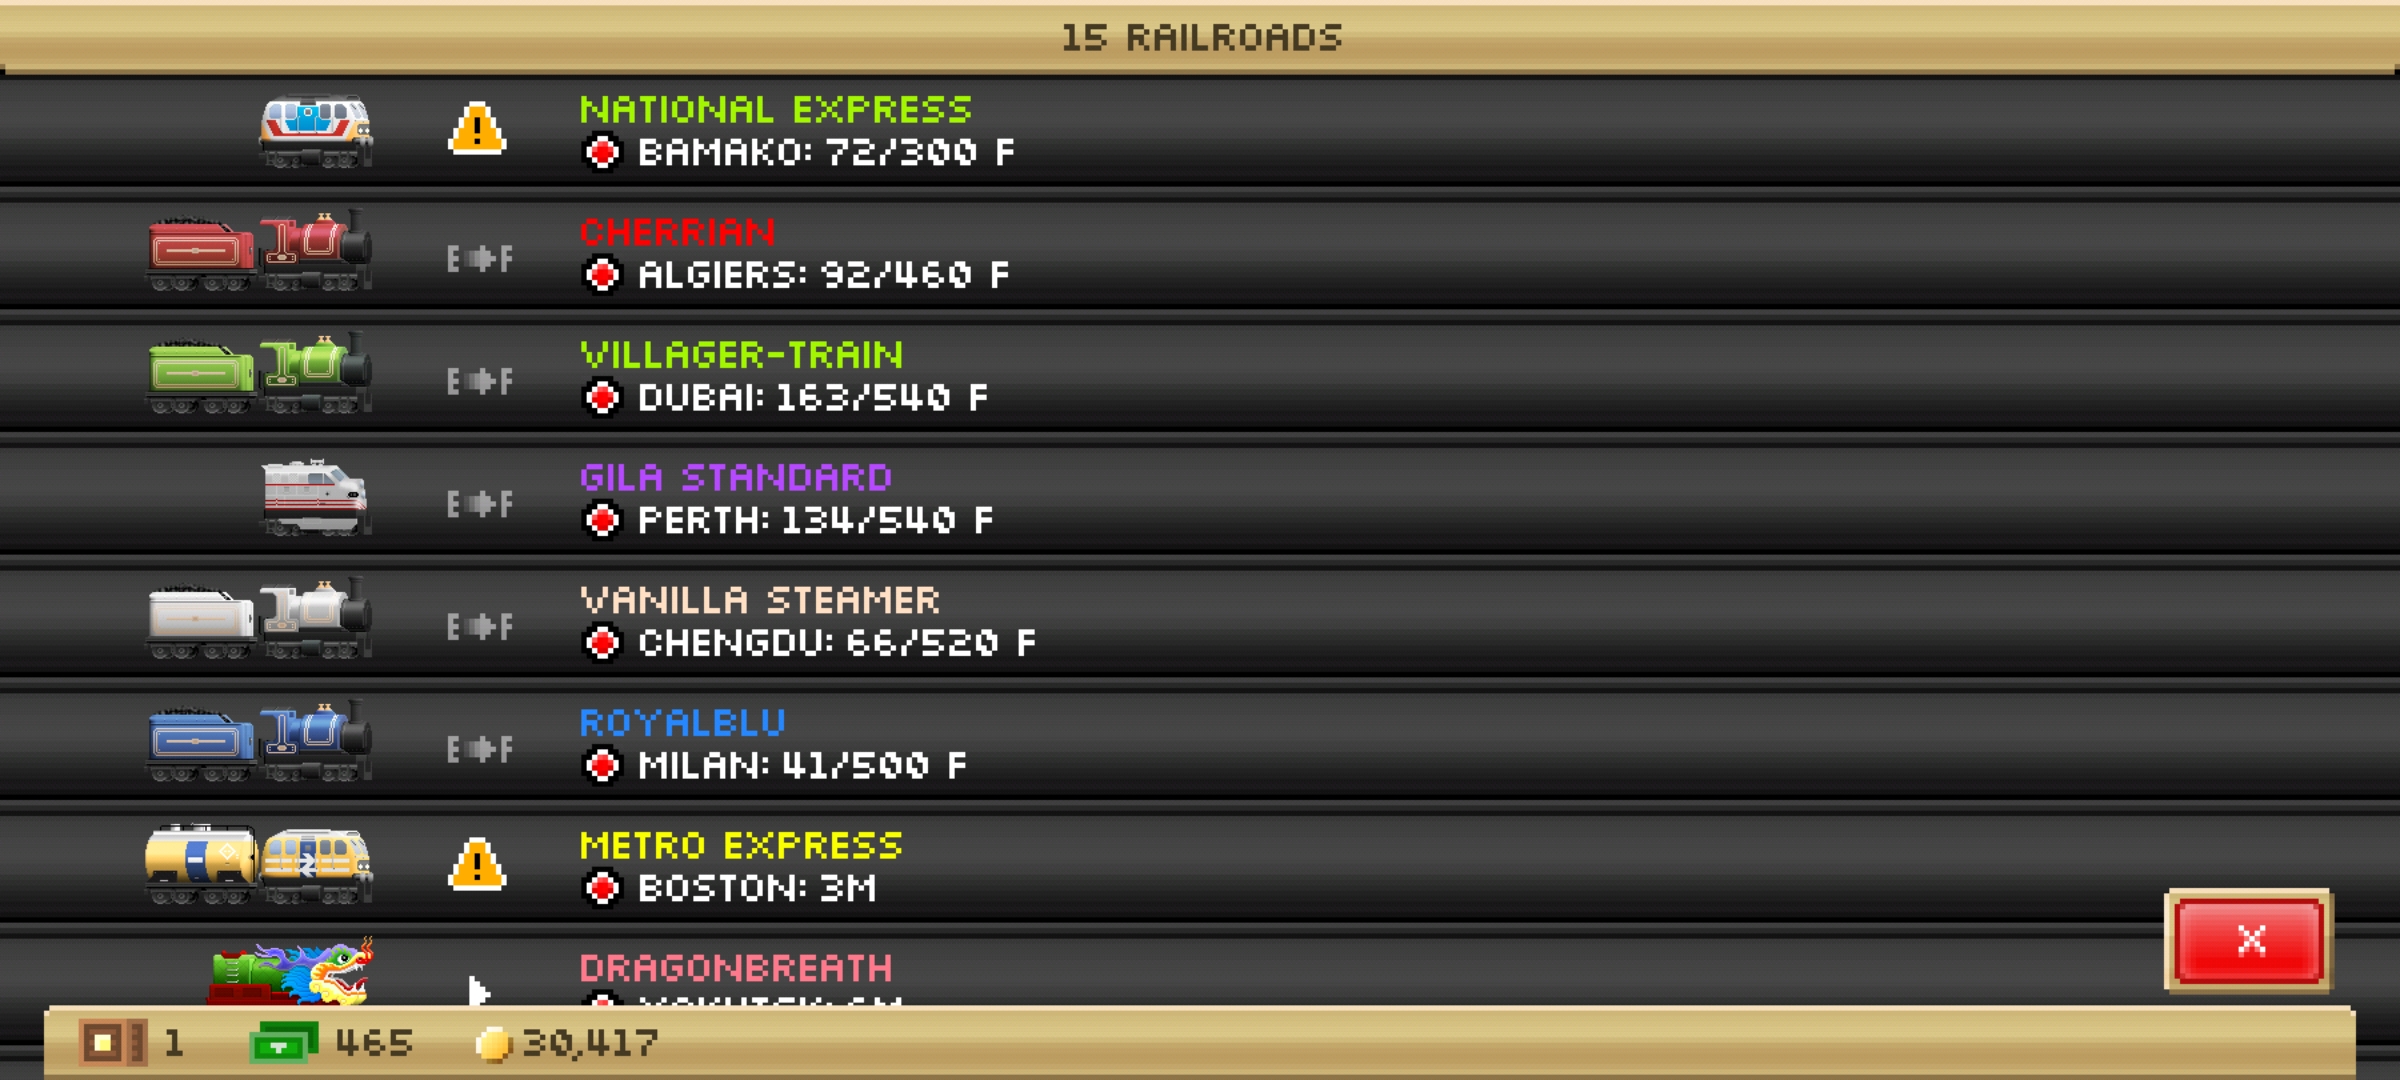 15 RAILROADS
NATIONAL EXPRESS
BAMAKO: 72/300 F
CHERRIAN
E F
ALGIERS: 92/460 F
VILLAGER-TRAIN
E F
DUBAI: 163/540 F
GILA STANDARD
E F
PERTH: 134/540 F
VANILLA STEAMER
E F
CHENGDU: 66/520 F
ROYALBLU
E F
MILAN: 41/500 F
METRO EXPRESS
BOSTON: 3M
DRAGONBREATH
X
1 465 30,417